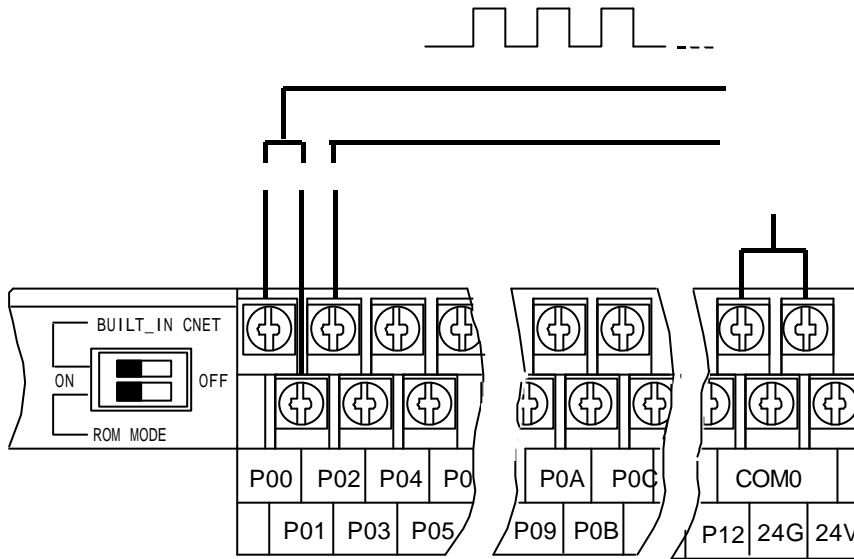 BUILT_IN CNET
ON OFF
ROM MODE
P00 P02 P04 P0 P0A P0C COM0
P01 P03 P05 P09 P0B P12 24G 24V